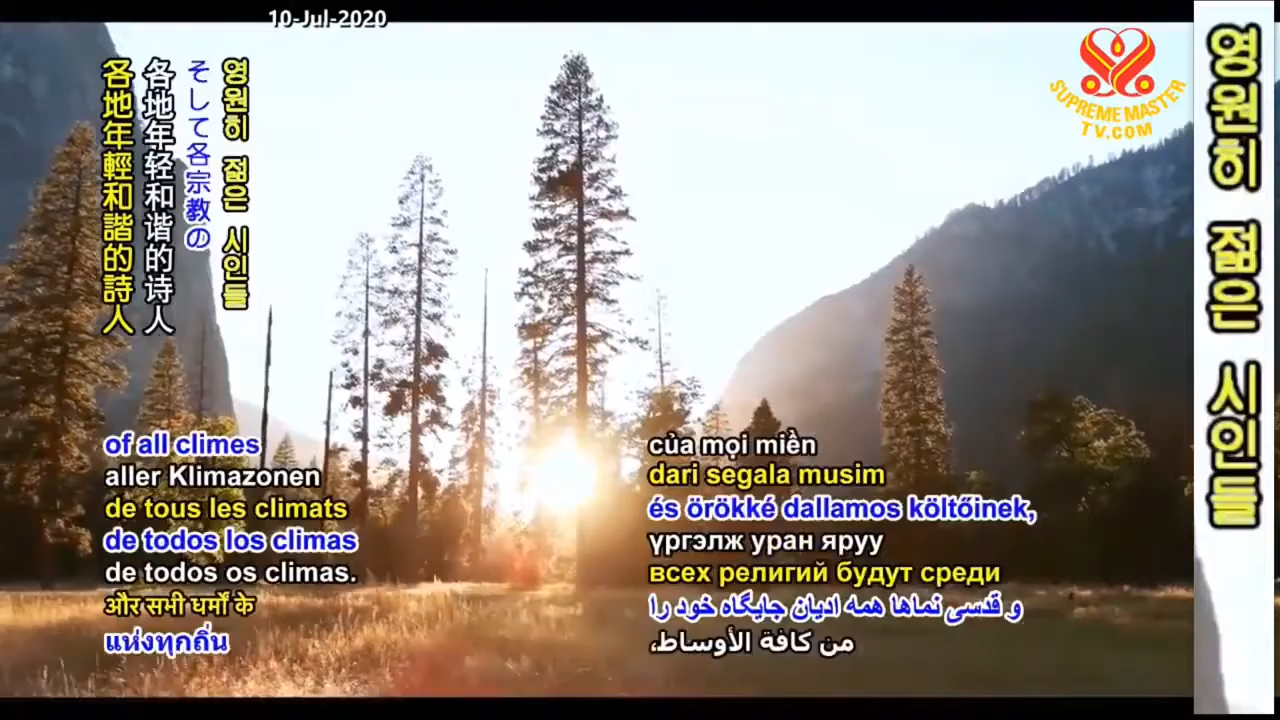 10-Jul-2020
SUPREME MASTER
TV.COM
영원히 젊은 시인들
영원히 젊은 시인들
そして各宗教の
各地年轻和谐的诗人
各地年輕和諧的詩人
of all climes
aller Klimazonen
de tous les climats
de todos los climas
de todos os climas.
और सभी धर्मों के
แห่งทุกถิ่น
của mọi miền
dari segala musim
és örökké dallamos költőinek,
үргэлж уран яруу
всех религий будут среди
و قدسی نماها همه ادیان جایگاه خود را
من كافة الأوساط،